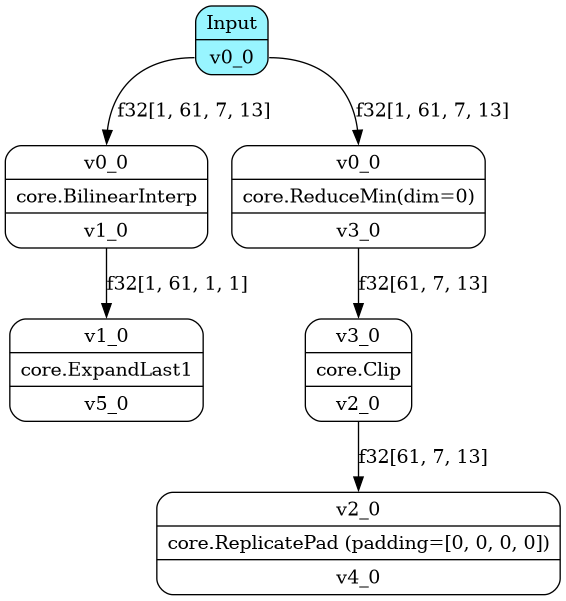 Input
v0_0
f32[1, 61, 7, 13]
f32[1, 61, 7, 13]
v0_0
core.BilinearInterp
v1_0
v0_0
core.ReduceMin(dim=0)
v3_0
f32[1, 61, 1, 1]
f32[61, 7, 13]
v1_0
core.ExpandLast1
v5_0
v3_0
core.Clip
v2_0
f32[61, 7, 13]
v2_0
core.ReplicatePad (padding=[0, 0, 0, 0])
v4_0